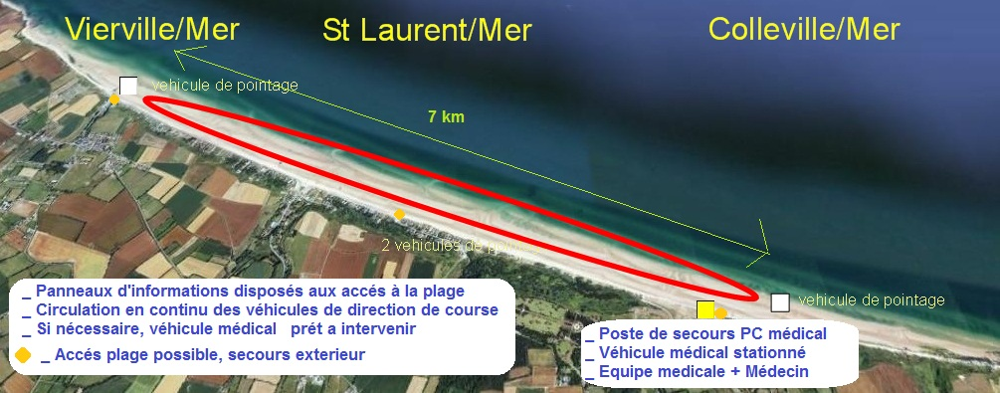 Vierville/Mer
St Laurent/Mer
Colleville/Mer
vehicule de pointage
7 km
2 vehicules de
vehicule de pointage
_ Panneaux d'informations disposés aux accés à la plage
_ Circulation en continu des véhicules de direction de course
_ Si nécessaire, véhicule médical prét a intervenir
_ Accés plage possible, secours exterieur
_ Poste de secours PC médical
_ Véhicule médical stationné
_ Equipe medicale + Médecin